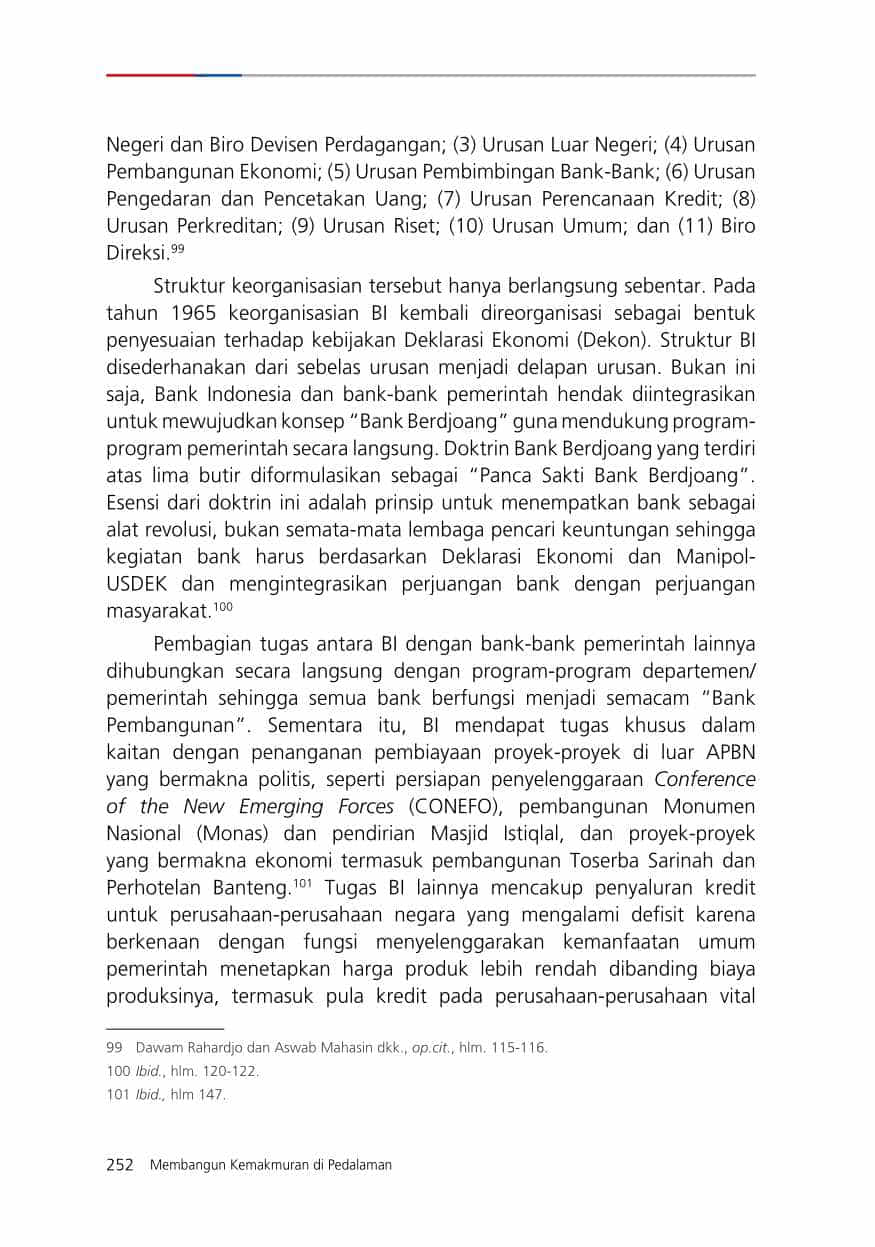 Negeri dan Biro Devisen Perdagangan; (3) Urusan Luar Negeri; (4) Urusan
Pembangunan Ekonomi; (5) Urusan Pembimbingan Bank-Bank; (6) Urusan
Pengedaran dan Pencetakan Uang; (7) Urusan Perencanaan Kredit; (8)
Urusan Perkreditan; (9) Urusan Riset; (10) Urusan Umum; dan (11) Biro
Direksi.⁹⁹
Struktur keorganisasian tersebut hanya berlangsung sebentar. Pada
tahun 1965 keorganisasian BI kembali direorganisasi sebagai bentuk
penyesuaian terhadap kebijakan Deklarasi Ekonomi (Dekon). Struktur BI
disederhanakan dari sebelas urusan menjadi delapan urusan. Bukan ini
saja, Bank Indonesia dan bank-bank pemerintah hendak diintegrasikan
untuk mewujudkan konsep “Bank Berdjoang” guna mendukung program-
program pemerintah secara langsung. Doktrin Bank Berdjoang yang terdiri
atas lima butir diformulasikan sebagai “Panca Sakti Bank Berdjoang”.
Esensi dari doktrin ini adalah prinsip untuk menempatkan bank sebagai
alat revolusi, bukan semata-mata lembaga pencari keuntungan sehingga
kegiatan bank harus berdasarkan Deklarasi Ekonomi dan Manipol-
USDEK dan mengintegrasikan perjuangan bank dengan perjuangan
masyarakat.¹⁰⁰
Pembagian tugas antara BI dengan bank-bank pemerintah lainnya
dihubungkan secara langsung dengan program-program departemen/
pemerintah sehingga semua bank berfungsi menjadi semacam “Bank
Pembangunan”. Sementara itu, BI mendapat tugas khusus dalam
kaitan dengan penanganan pembiayaan proyek-proyek di luar APBN
yang bermakna politis, seperti persiapan penyelenggaraan Conference
of the New Emerging Forces (CONEFO), pembangunan Monumen
Nasional (Monas) dan pendirian Masjid Istiqlal, dan proyek-proyek
yang bermakna ekonomi termasuk pembangunan Toserba Sarinah dan
Perhotelan Banteng.¹⁰¹ Tugas BI lainnya mencakup penyaluran kredit
untuk perusahaan-perusahaan negara yang mengalami defisit karena
berkenaan dengan fungsi menyelenggarakan kemanfaatan umum
pemerintah menetapkan harga produk lebih rendah dibanding biaya
produksinya, termasuk pula kredit pada perusahaan-perusahaan vital
99 Dawam Rahardjo dan Aswab Mahasin dkk., op.cit., hlm. 115-116.
100 Ibid., hlm. 120-122.
101 Ibid., hlm 147.
252 Membangun Kemakmuran di Pedalaman